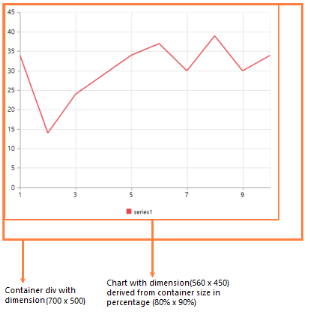 45
40
35
30
25
20
15
10
5
0
1 3 5 7 9
series1
Container div with
dimension(700 x 500)
Chart with dimension(560 x 450)
derived from container size in
percentage (80% x 90%)